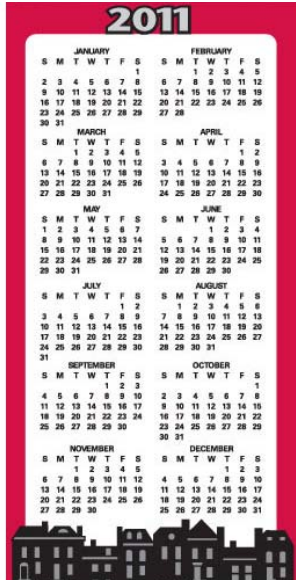 2011
JANUARY
S M T W T F S
1
2 3 4 5 6 7 8
9 10 11 12 13 14 15
16 17 18 19 20 21 22
23 24 25 26 27 28 29
30 31
FEBRUARY
S M T W T F S
1 2 3 4 5
6 7 8 9 10 11 12
13 14 15 16 17 18 19
20 21 22 23 24 25 26
27 28
MARCH
S M T W T F S
1 2 3 4 5
6 7 8 9 10 11 12
13 14 15 16 17 18 19
20 21 22 23 24 25 26
27 28 29 30 31
APRIL
S M T W T F S
1 2
3 4 5 6 7 8 9
10 11 12 13 14 15 16
17 18 19 20 21 22 23
24 25 26 27 28 29 30
MAY
S M T W T F S
1 2 3 4 5 6 7
8 9 10 11 12 13 14
15 16 17 18 19 20 21
22 23 24 25 26 27 28
29 30 31
JUNE
S M T W T F S
1 2 3 4
5 6 7 8 9 10 11
12 13 14 15 16 17 18
19 20 21 22 23 24 25
26 27 28 29 30
JULY
S M T W T F S
1 2
3 4 5 6 7 8 9
10 11 12 13 14 15 16
17 18 19 20 21 22 23
24 25 26 27 28 29 30
31
AUGUST
S M T W T F S
1 2 3 4 5 6
7 8 9 10 11 12 13
14 15 16 17 18 19 20
21 22 23 24 25 26 27
28 29 30 31
SEPTEMBER
S M T W T F S
1 2 3
4 5 6 7 8 9 10
11 12 13 14 15 16 17
18 19 20 21 22 23 24
25 26 27 28 29 30
OCTOBER
S M T W T F S
1
2 3 4 5 6 7 8
9 10 11 12 13 14 15
16 17 18 19 20 21 22
23 24 25 26 27 28 29
30 31
NOVEMBER
S M T W T F S
1 2 3 4 5
6 7 8 9 10 11 12
13 14 15 16 17 18 19
20 21 22 23 24 25 26
27 28 29 30
DECEMBER
S M T W T F S
1 2 3
4 5 6 7 8 9 10
11 12 13 14 15 16 17
18 19 20 21 22 23 24
25 26 27 28 29 30 31